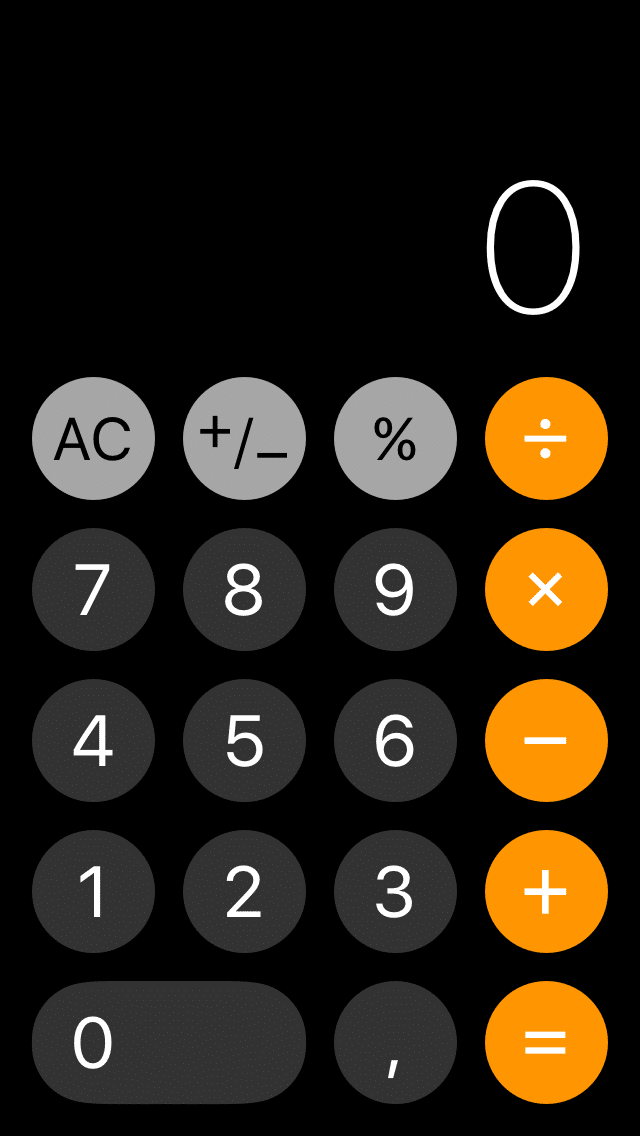 0
AC +/− % ÷
7 8 9 ×
4 5 6 −
1 2 3 +
0 , =